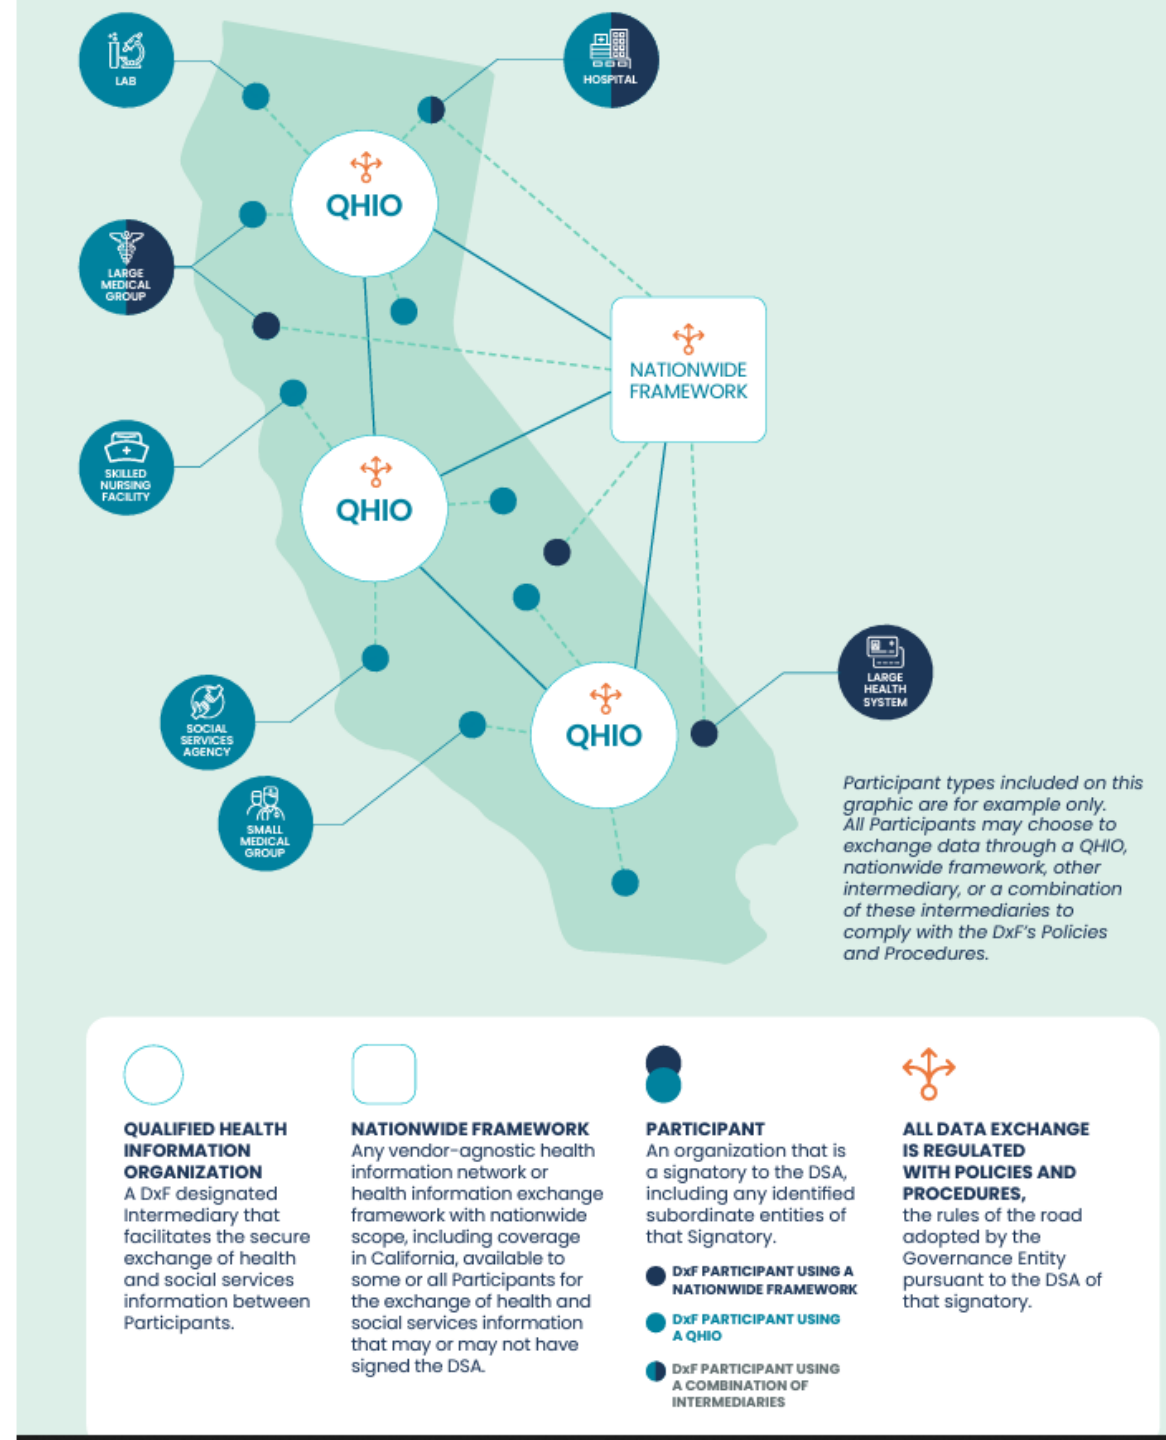 LAB
HOSPITAL
QHIO
LARGE
MEDICAL
GROUP
NATIONWIDE
FRAMEWORK
SKILLED
NURSING
FACILITY
QHIO
LARGE
HEALTH
SYSTEM
SOCIAL
SERVICES
AGENCY
QHIO
SMALL
MEDICAL
GROUP
Participant types included on this
graphic are for example only.
All Participants may choose to
exchange data through a QHIO,
nationwide framework, other
intermediary, or a combination
of these intermediaries to
comply with the DxF's Policies
and Procedures.
QUALIFIED HEALTH
INFORMATION
ORGANIZATION
A DxF designated
Intermediary that
facilitates the secure
exchange of health
and social services
information between
Participants.
NATIONWIDE FRAMEWORK
Any vendor-agnostic health
information network or
health information exchange
framework with nationwide
scope, including coverage
in California, available to
some or all Participants for
the exchange of health and
social services information
that may or may not have
signed the DSA.
PARTICIPANT
An organization that is
a signatory to the DSA,
including any identified
subordinate entities of
that Signatory.
DxF PARTICIPANT USING A
NATIONWIDE FRAMEWORK
DxF PARTICIPANT USING
A QHIO
DxF PARTICIPANT USING
A COMBINATION OF
INTERMEDIARIES
ALL DATA EXCHANGE
IS REGULATED
WITH POLICIES AND
PROCEDURES,
the rules of the road
adopted by the
Governance Entity
pursuant to the DSA of
that signatory.